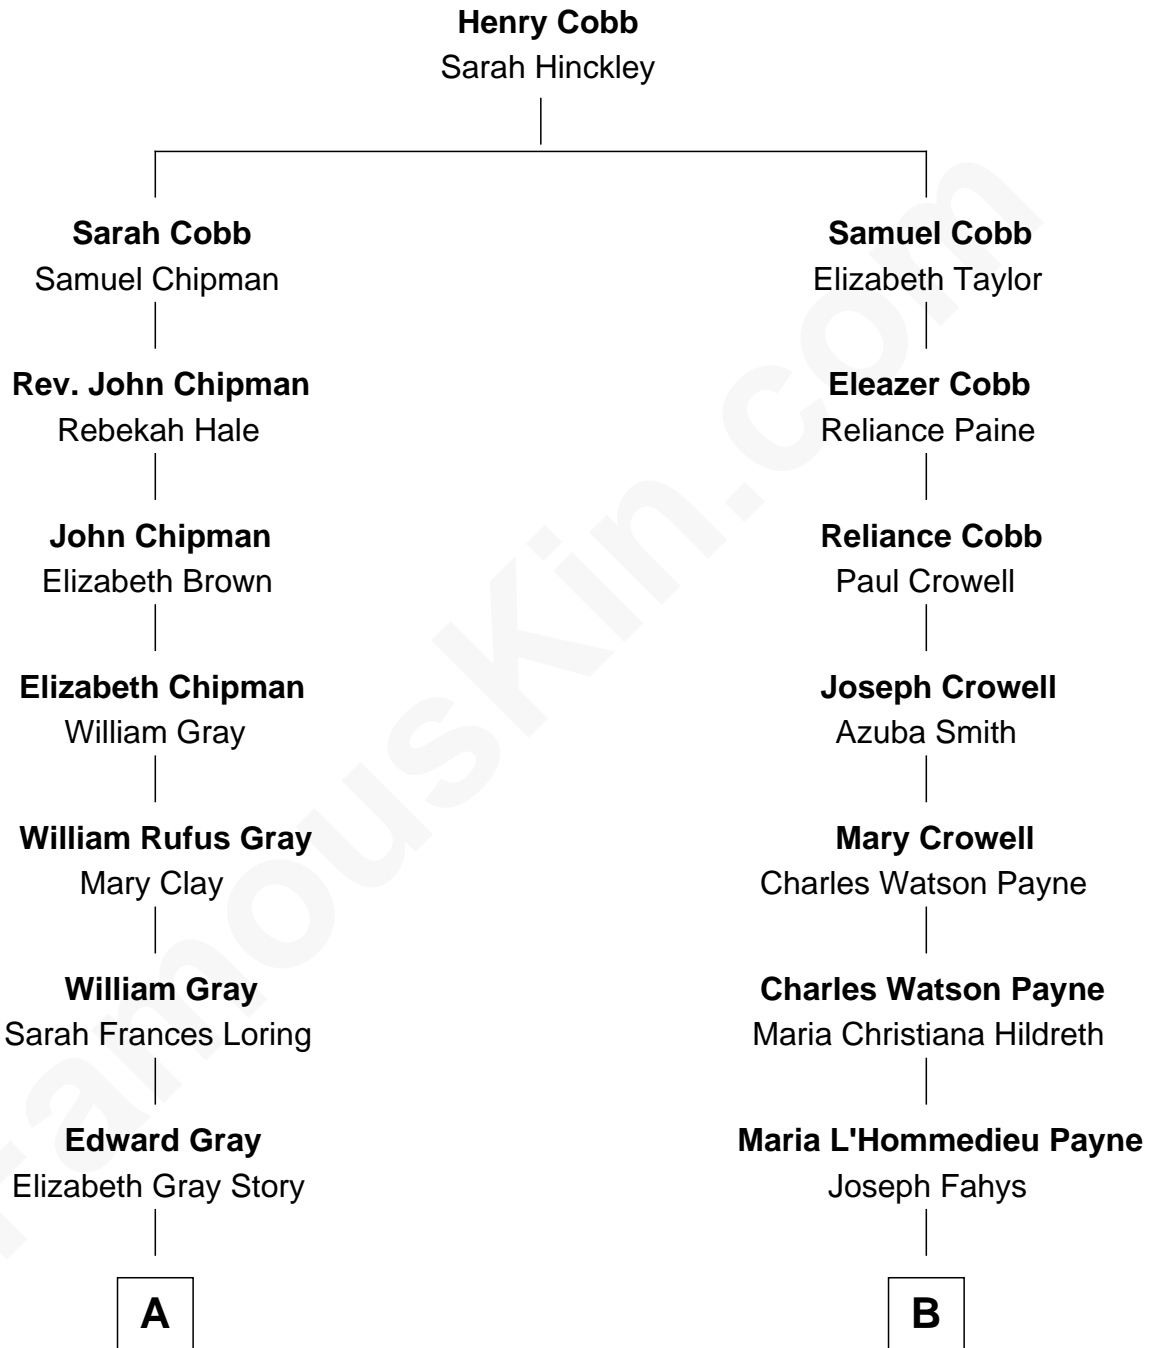 Henry Cobb
Sarah Hinckley
Sarah Cobb
Samuel Chipman
Samuel Cobb
Elizabeth Taylor
Rev. John Chipman
Rebekah Hale
Eleazer Cobb
Reliance Paine
John Chipman
Elizabeth Brown
Reliance Cobb
Paul Crowell
Elizabeth Chipman
William Gray
Joseph Crowell
Azuba Smith
William Rufus Gray
Mary Clay
Mary Crowell
Charles Watson Payne
William Gray
Sarah Frances Loring
Charles Watson Payne
Maria Christiana Hildreth
Edward Gray
Elizabeth Gray Story
Maria L'Hommedieu Payne
Joseph Fahys
A
B
FamousKin.com